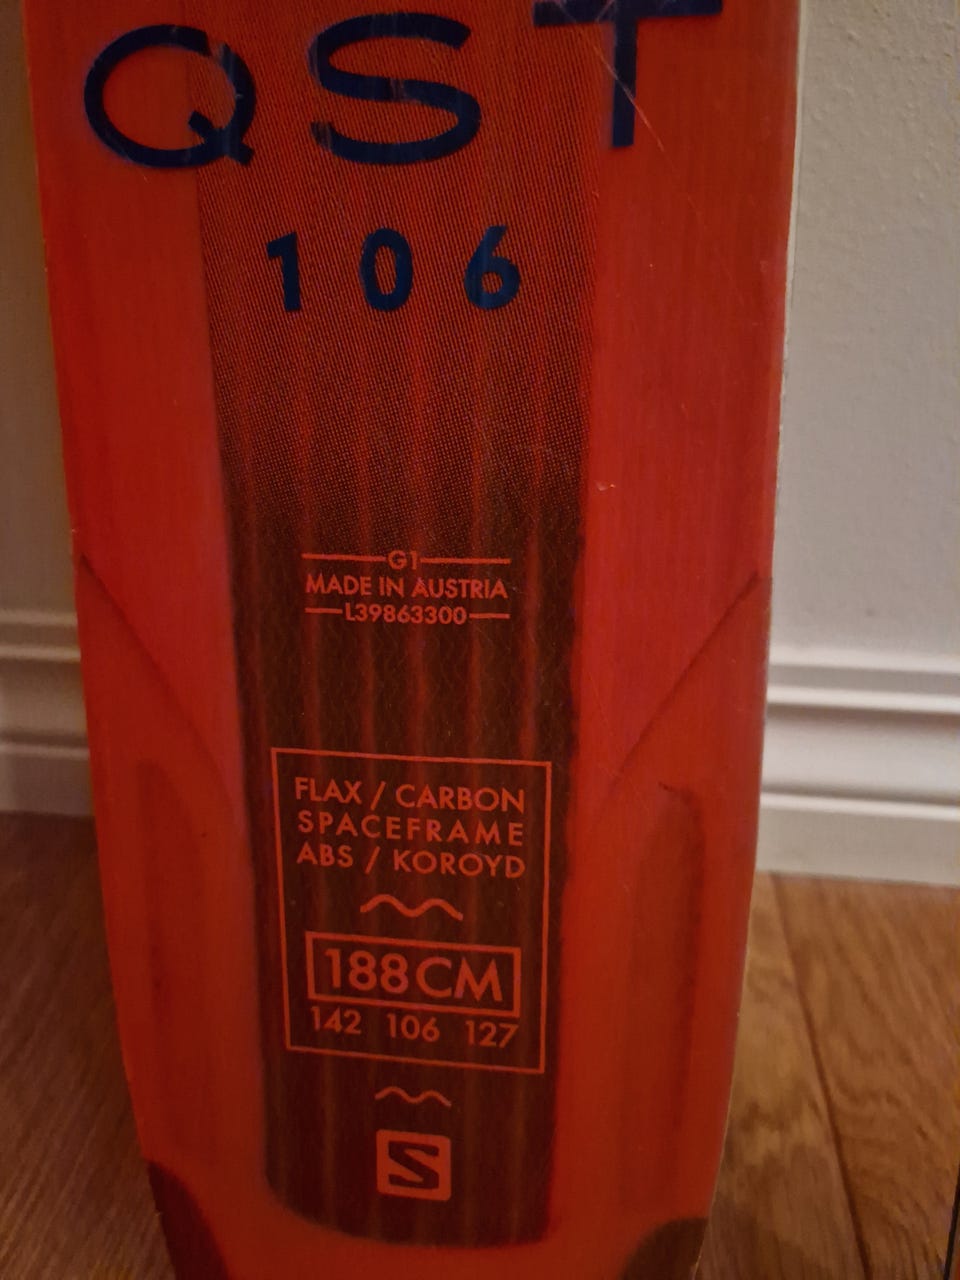 QST
106
G1
MADE IN AUSTRIA
L39863300
FLAX / CARBON
SPACEFRAME
ABS / KOROYD
188CM
142 106 127
S